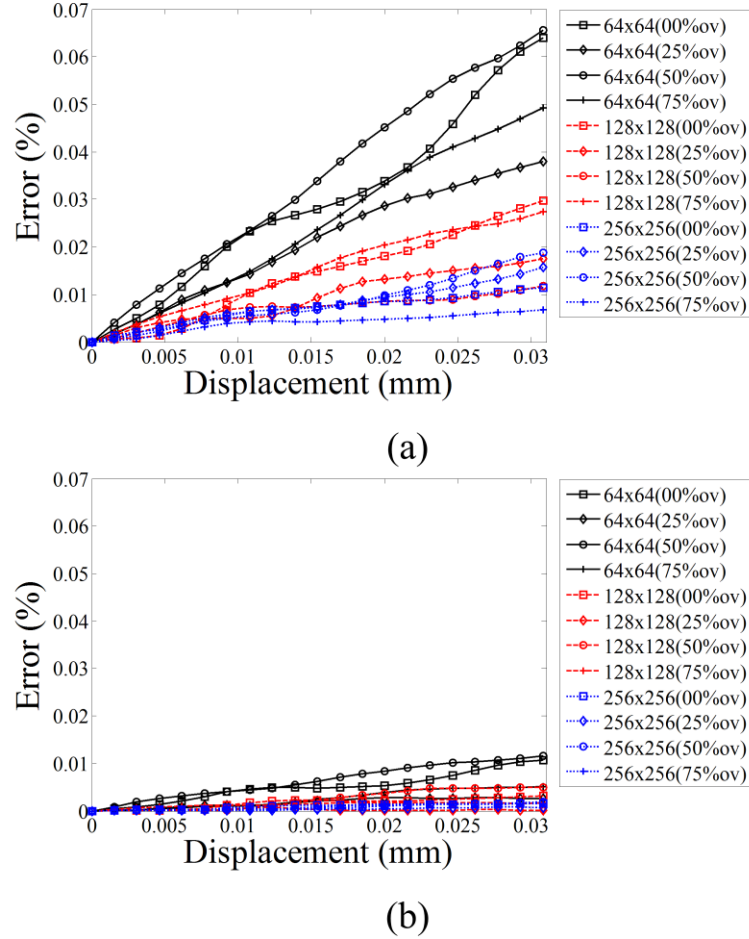 0.07
0.06
0.05
0.04
0.03
0.02
0.01
0
Error (%)
0 0.005 0.01 0.015 0.02 0.025 0.03
Displacement (mm)
64x64(00%ov)
64x64(25%ov)
64x64(50%ov)
64x64(75%ov)
128x128(00%ov)
128x128(25%ov)
128x128(50%ov)
128x128(75%ov)
256x256(00%ov)
256x256(25%ov)
256x256(50%ov)
256x256(75%ov)
(a)
0.07
0.06
0.05
0.04
0.03
0.02
0.01
0
Error (%)
0 0.005 0.01 0.015 0.02 0.025 0.03
Displacement (mm)
64x64(00%ov)
64x64(25%ov)
64x64(50%ov)
64x64(75%ov)
128x128(00%ov)
128x128(25%ov)
128x128(50%ov)
128x128(75%ov)
256x256(00%ov)
256x256(25%ov)
256x256(50%ov)
256x256(75%ov)
(b)